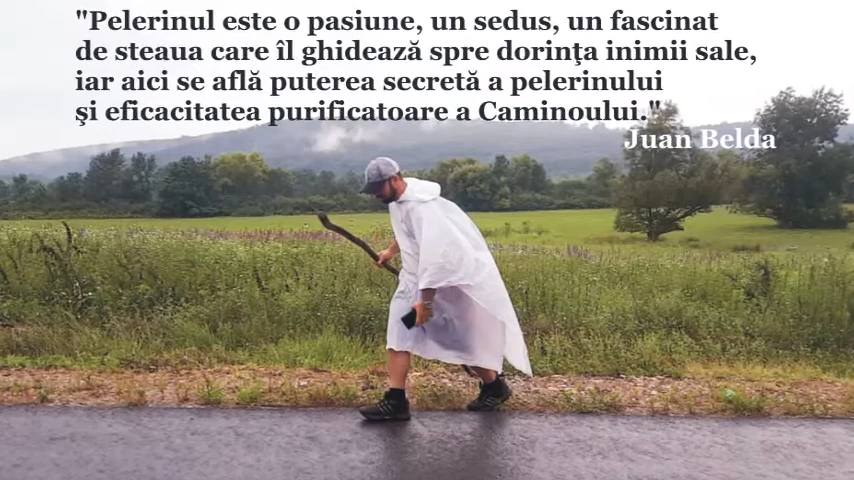 "Pelerinul este o pasiune, un sedus, un fascinat
de steaua care îl ghidează spre dorinţa inimii sale,
iar aici se află puterea secretă a pelerinului
şi eficacitatea purificatoare a Caminoului."
Juan Belda